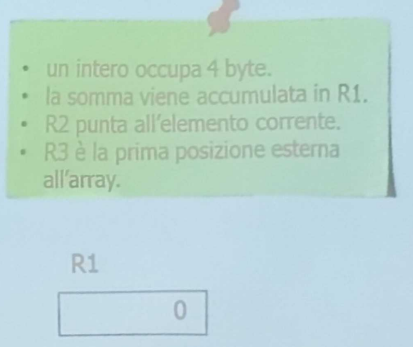 • un intero occupa 4 byte.
• la somma viene accumulata in R1.
• R2 punta all'elemento corrente.
• R3 è la prima posizione esterna
all'array.
R1
0